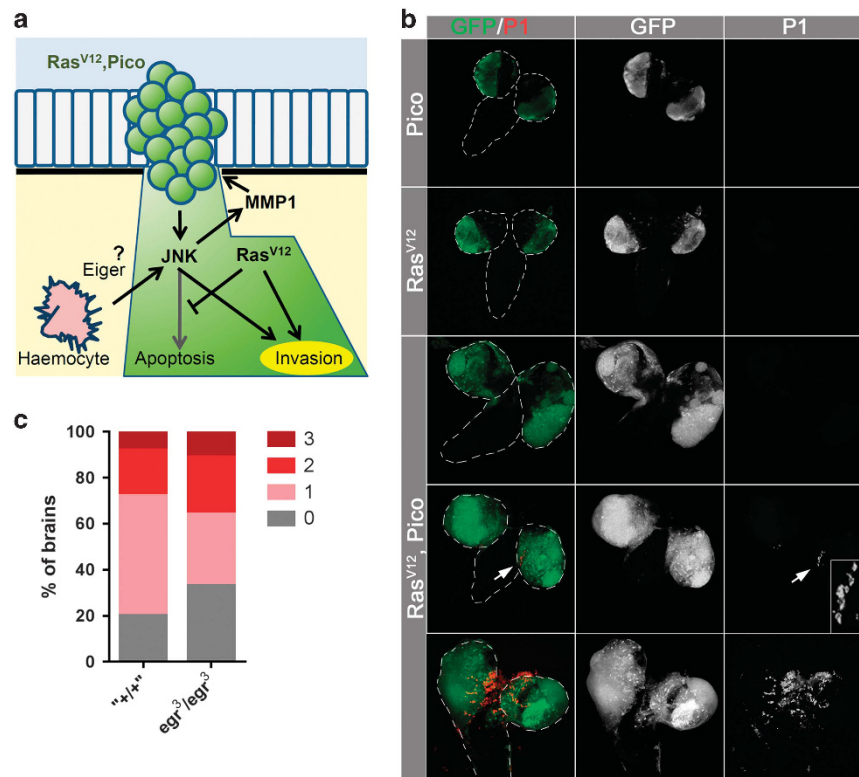 a
Ras^V12,Pico
MMP1
?
JNK
Ras^V12
Eiger
Haemocyte
Apoptosis
Invasion
b
GFP/P1
GFP
P1
Pico
Ras^V12
Ras^V12, Pico
c
% of brains
100
80
60
40
20
0
3
2
1
0
"+/+"
egr^3/egr^3